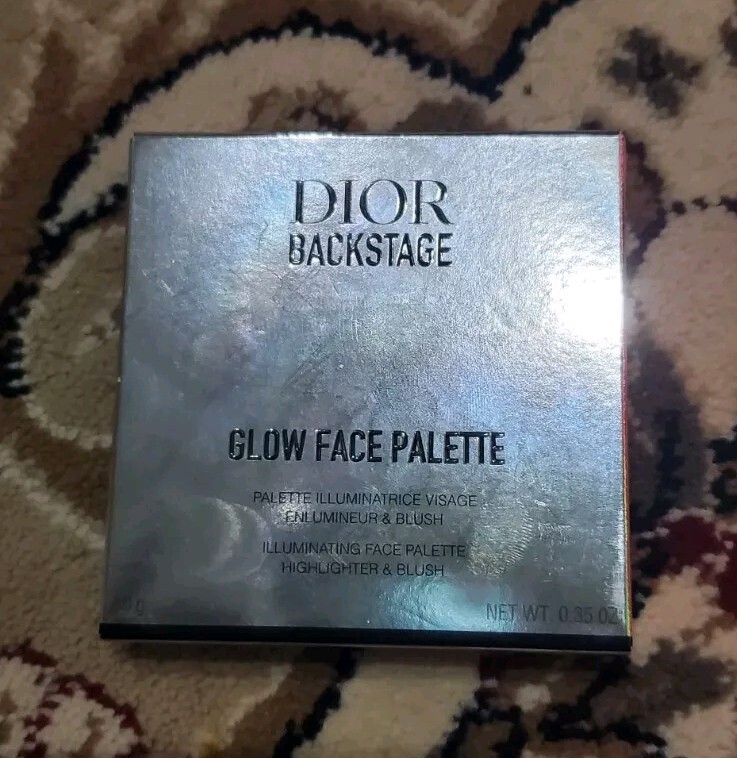 DIOR
BACKSTAGE
GLOW FACE PALETTE
PALETTE ILLUMINATRICE VISAGE
ENLUMINEUR & BLUSH
ILLUMINATING FACE PALETTE
HIGHLIGHTER & BLUSH
g
NET WT. 0.35 OZ